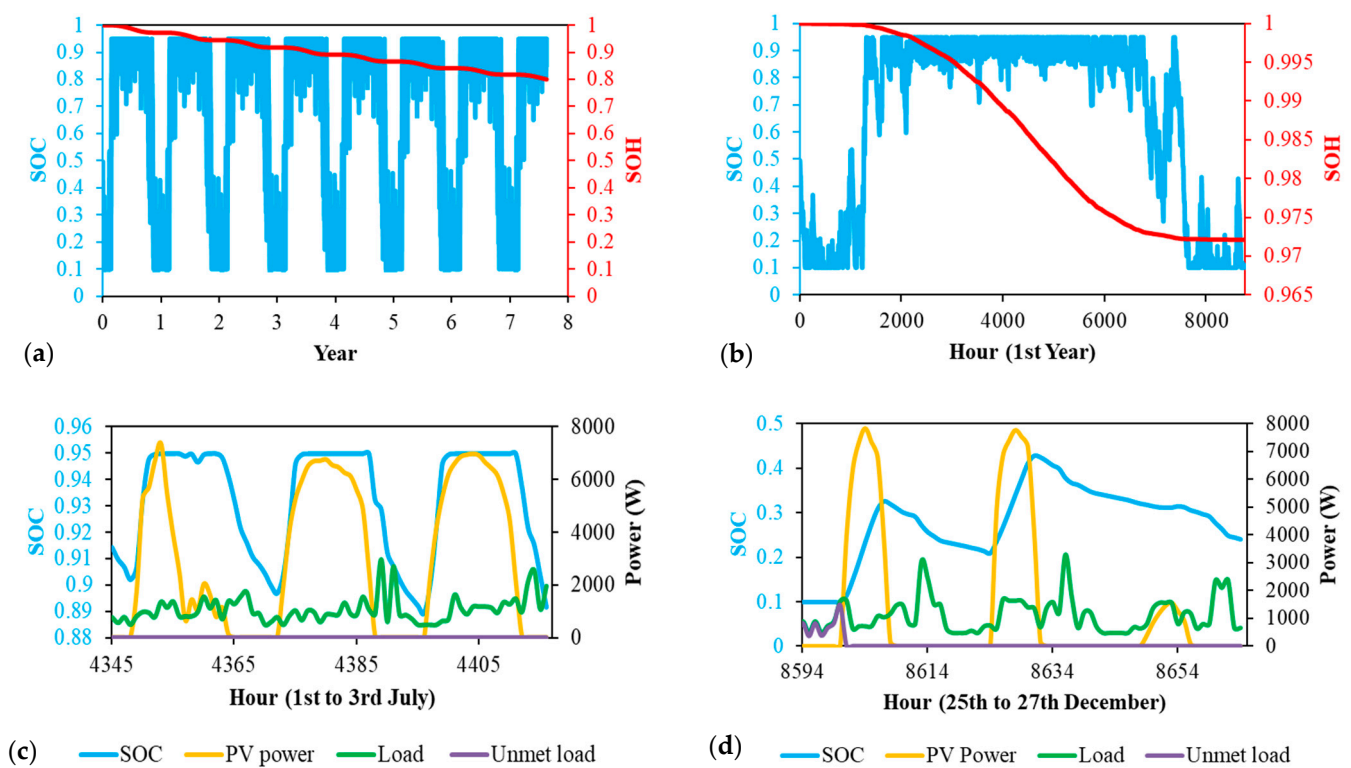 1 0.9 0.8 0.7 0.6 0.5 0.4 0.3 0.2 0.1 0
SOC
1 0.9 0.8 0.7 0.6 0.5 0.4 0.3 0.2 0.1 0
SOH
0 1 2 3 4 5 6 7 8
(a)
Year
1 0.9 0.8 0.7 0.6 0.5 0.4 0.3 0.2 0.1 0
SOC
1 0.995 0.99 0.985 0.98 0.975 0.97 0.965
SOH
0 2000 4000 6000 8000
(b)
Hour (1st Year)
0.96 0.95 0.94 0.93 0.92 0.91 0.9 0.89 0.88
SOC
8000 6000 4000 2000 0
Power (W)
4345 4365 4385 4405
Hour (1st to 3rd July)
(c)
SOC PV power Load Unmet load
0.5 0.4 0.3 0.2 0.1 0
SOC
8000 7000 6000 5000 4000 3000 2000 1000 0
Power (W)
8594 8614 8634 8654
Hour (25th to 27th December)
(d)
SOC PV Power Load Unmet load